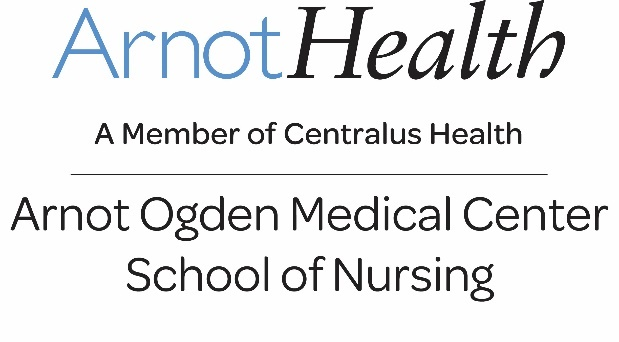 ArnotHealth
A Member of Centralus Health
Arnot Ogden Medical Center
School of Nursing